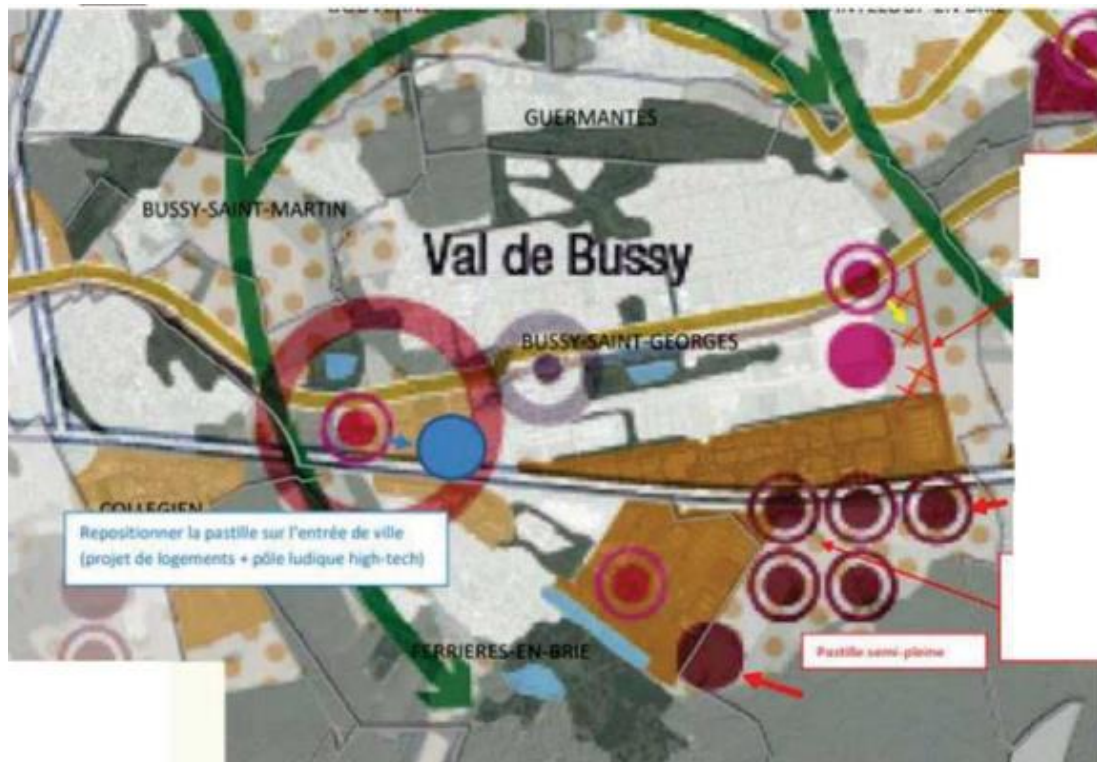 GUERMANTES
BUSSY-SAINT-MARTIN
Val de Bussy
BUSSY-SAINT-GEORGES
COLLEGIEN
Repositionner la pastille sur l'entrée de ville
(projet de logements + pôle ludique high-tech)
FERRIERES-EN-BRIE
Pastille semi-pleine